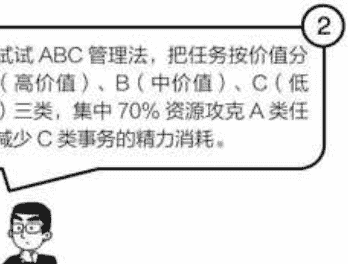 2
试试 ABC 管理法，把任务按价值分
（高价值）、B（中价值）、C（低
）三类，集中 70% 资源攻克 A 类任
减少 C 类事务的精力消耗。